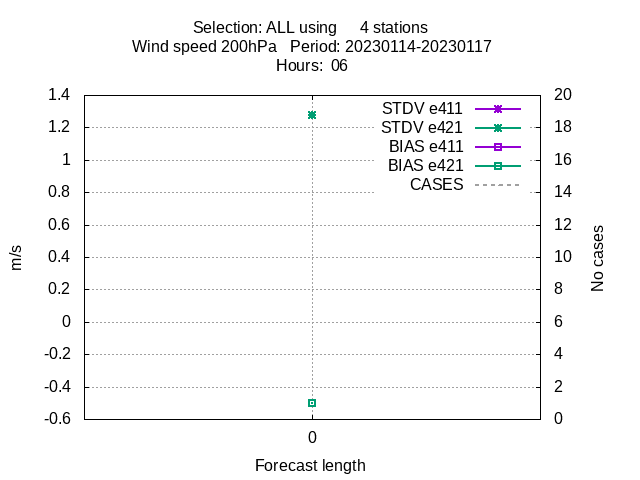 Selection: ALL using 4 stations
Wind speed 200hPa Period: 20230114-20230117
Hours: 06
STDV e411
STDV e421
BIAS e411
BIAS e421
CASES
1.4
1.2
1
0.8
0.6
0.4
0.2
0
-0.2
-0.4
-0.6
m/s
20
18
16
14
12
10
8
6
4
2
0
No cases
0
Forecast length